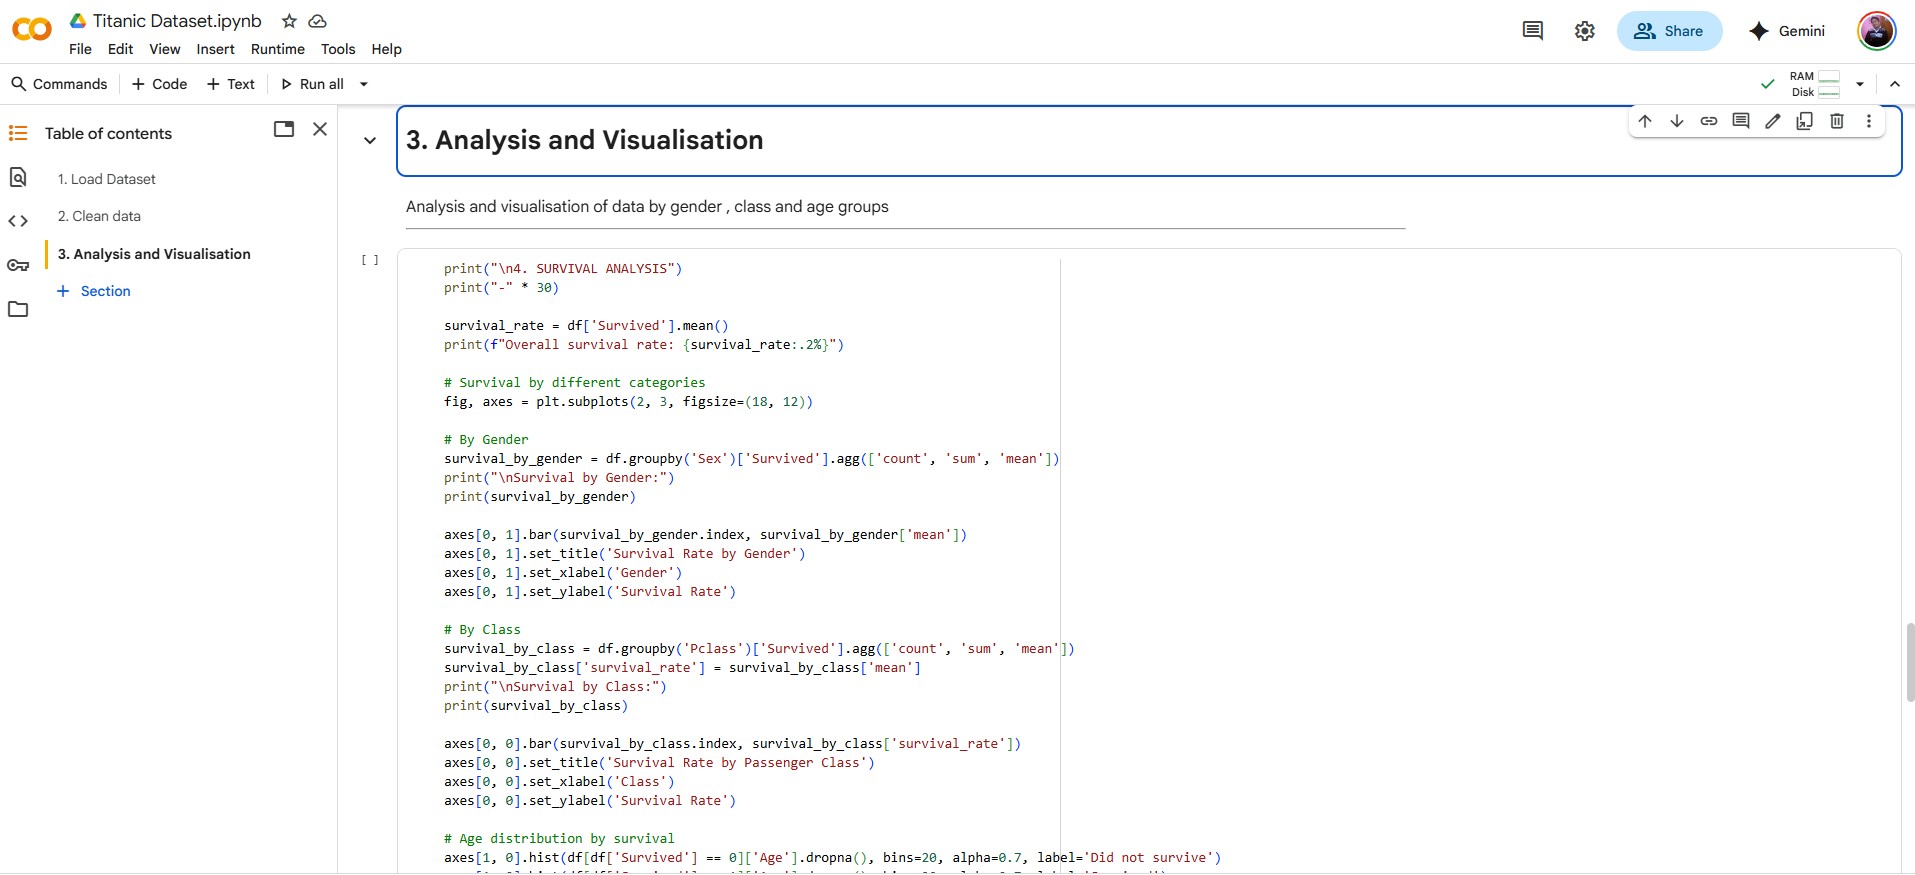 Titanic Dataset.ipynb
File Edit View Insert Runtime Tools Help
Share
Gemini
Commands + Code + Text Run all
RAM
Disk
Table of contents
1. Load Dataset
2. Clean data
3. Analysis and Visualisation
+ Section
3. Analysis and Visualisation
Analysis and visualisation of data by gender , class and age groups
[ ]
print("\n4. SURVIVAL ANALYSIS")
print("-" * 30)
survival_rate = df['Survived'].mean()
print(f"Overall survival rate: {survival_rate:.2%}")
# Survival by different categories
fig, axes = plt.subplots(2, 3, figsize=(18, 12))
# By Gender
survival_by_gender = df.groupby('Sex')['Survived'].agg(['count', 'sum', 'mean'])
print("\nSurvival by Gender:")
print(survival_by_gender)
axes[0, 1].bar(survival_by_gender.index, survival_by_gender['mean'])
axes[0, 1].set_title('Survival Rate by Gender')
axes[0, 1].set_xlabel('Gender')
axes[0, 1].set_ylabel('Survival Rate')
# By Class
survival_by_class = df.groupby('Pclass')['Survived'].agg(['count', 'sum', 'mean'])
survival_by_class['survival_rate'] = survival_by_class['mean']
print("\nSurvival by Class:")
print(survival_by_class)
axes[0, 0].bar(survival_by_class.index, survival_by_class['survival_rate'])
axes[0, 0].set_title('Survival Rate by Passenger Class')
axes[0, 0].set_xlabel('Class')
axes[0, 0].set_ylabel('Survival Rate')
# Age distribution by survival
axes[1, 0].hist(df[df['Survived'] == 0]['Age'].dropna(), bins=20, alpha=0.7, label='Did not survive')